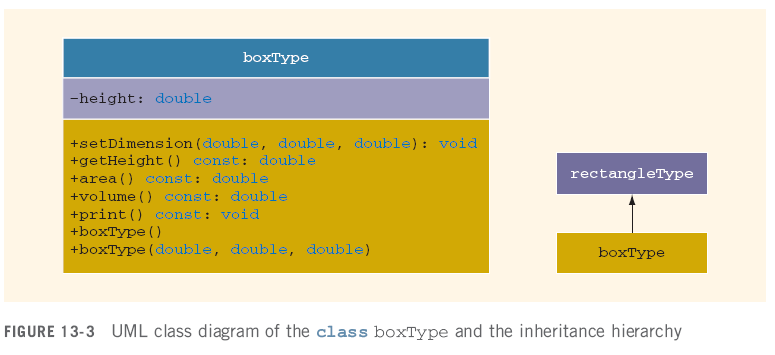 boxType
-height: double
+setDimension(double, double, double): void
+getHeight() const: double
+area() const: double
+volume() const: double
+print() const: void
+boxType()
+boxType(double, double, double)
rectangleType
boxType
FIGURE 13-3 UML class diagram of the class boxType and the inheritance hierarchy